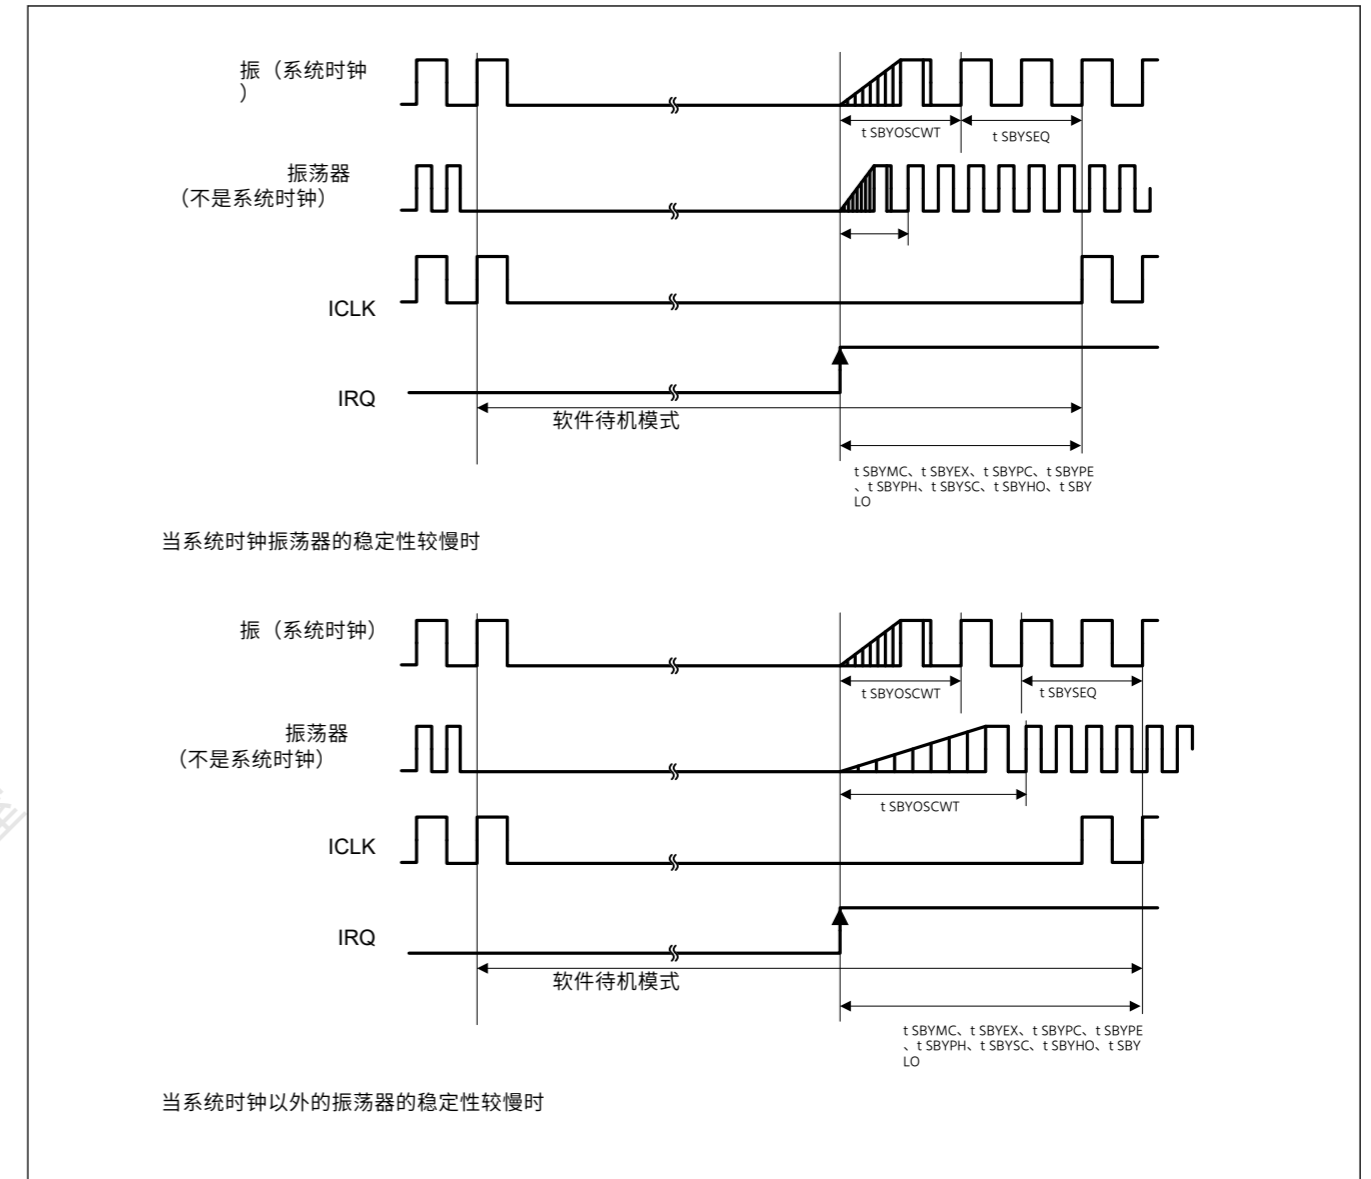 振（系统时钟
）
t SBYOSCWT
t SBYSEQ
振荡器
（不是系统时钟）
ICLK
IRQ
软件待机模式
t SBYMC、t SBYEX、t SBYPC、t SBYPE
、t SBYPH、t SBYSC、t SBYHO、t SBY
LO
当系统时钟振荡器的稳定性较慢时
振（系统时钟）
t SBYOSCWT
t SBYSEQ
振荡器
（不是系统时钟）
t SBYOSCWT
ICLK
IRQ
软件待机模式
t SBYMC、t SBYEX、t SBYPC、t SBYPE
、t SBYPH、t SBYSC、t SBYHO、t SBY
LO
当系统时钟以外的振荡器的稳定性较慢时